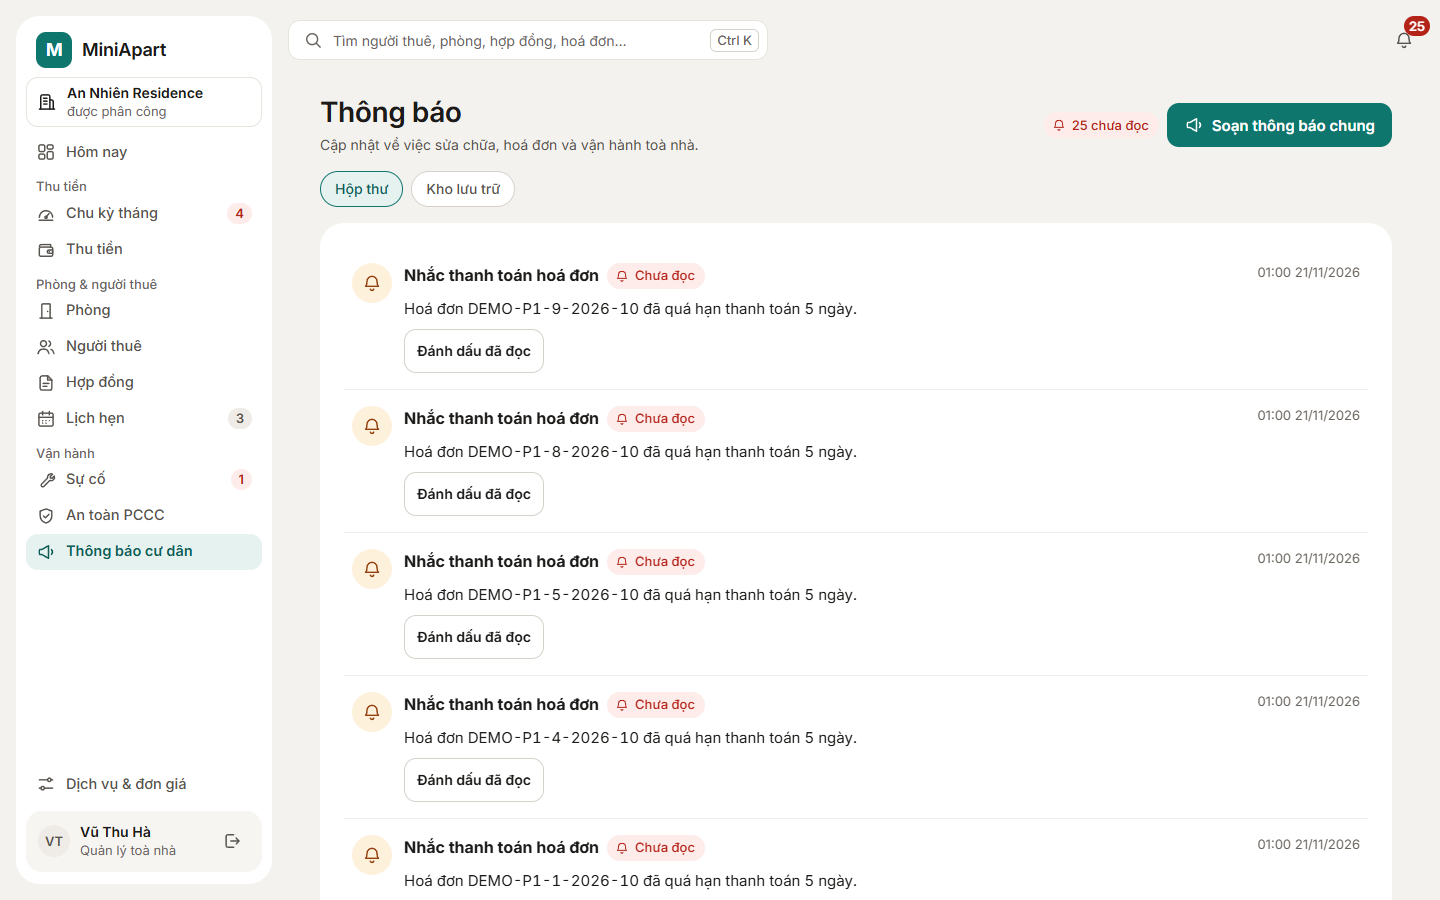 M MiniApart
An Nhiên Residence
được phân công
Hôm nay
Thu tiền
Chu kỳ tháng 4
Thu tiền
Phòng & người thuê
Phòng
Người thuê
Hợp đồng
Lịch hẹn 3
Vận hành
Sự cố 1
An toàn PCCC
Thông báo cư dân
Dịch vụ & đơn giá
VT Vũ Thu Hà
Quản lý toà nhà
Tìm người thuê, phòng, hợp đồng, hoá đơn... Ctrl K
25
Thông báo
Cập nhật về việc sửa chữa, hoá đơn và vận hành toà nhà.
25 chưa đọc
Soạn thông báo chung
Hộp thư Kho lưu trữ
Nhắc thanh toán hoá đơn Chưa đọc 01:00 21/11/2026
Hoá đơn DEMO-P1-9-2026-10 đã quá hạn thanh toán 5 ngày.
Đánh dấu đã đọc
Nhắc thanh toán hoá đơn Chưa đọc 01:00 21/11/2026
Hoá đơn DEMO-P1-8-2026-10 đã quá hạn thanh toán 5 ngày.
Đánh dấu đã đọc
Nhắc thanh toán hoá đơn Chưa đọc 01:00 21/11/2026
Hoá đơn DEMO-P1-5-2026-10 đã quá hạn thanh toán 5 ngày.
Đánh dấu đã đọc
Nhắc thanh toán hoá đơn Chưa đọc 01:00 21/11/2026
Hoá đơn DEMO-P1-4-2026-10 đã quá hạn thanh toán 5 ngày.
Đánh dấu đã đọc
Nhắc thanh toán hoá đơn Chưa đọc 01:00 21/11/2026
Hoá đơn DEMO-P1-1-2026-10 đã quá hạn thanh toán 5 ngày.